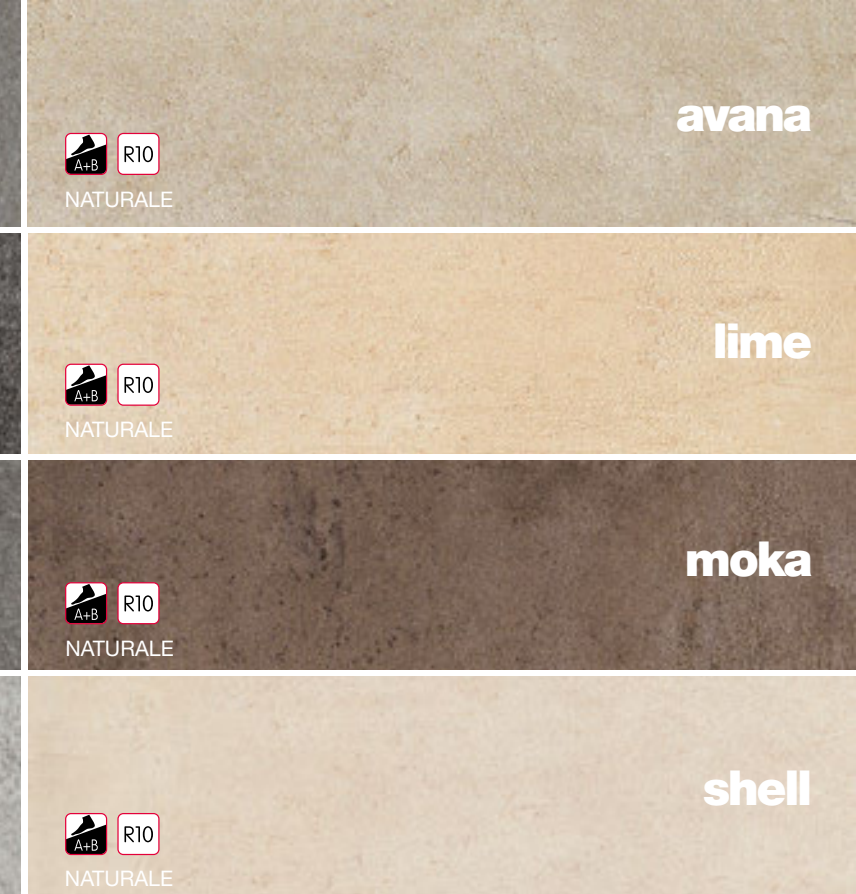 avana
A+B R10
NATURALE
lime
A+B R10
NATURALE
moka
A+B R10
NATURALE
shell
A+B R10
NATURALE